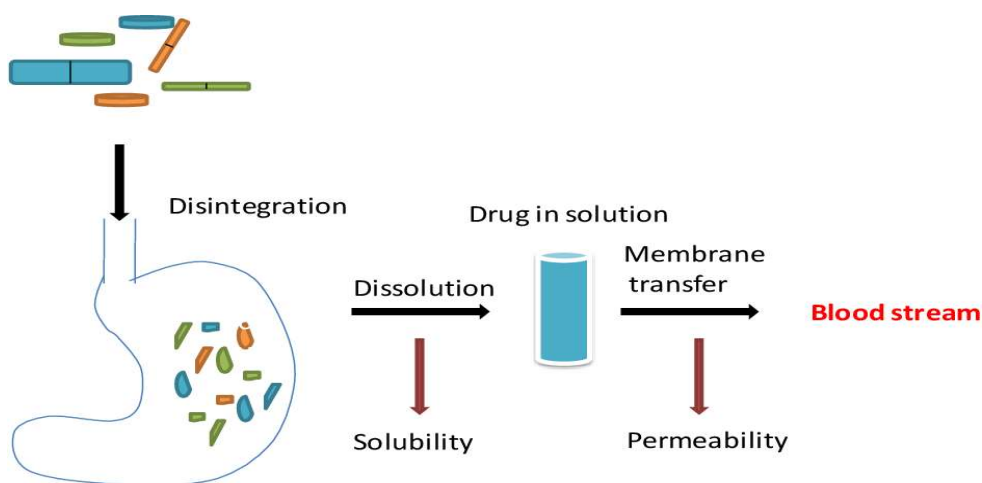 Disintegration
Drug in solution
Dissolution
Membrane
transfer
Blood stream
Solubility
Permeability